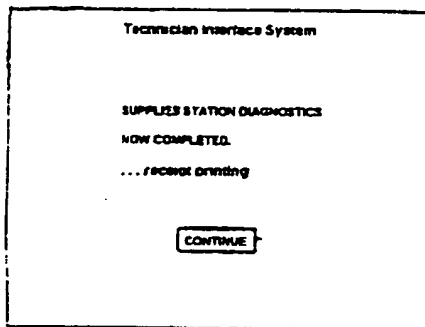 Technician Interface System
SUPPLIES STATION DIAGNOSTICS
NOW COMPLETED.
...receipt printing
CONTINUE